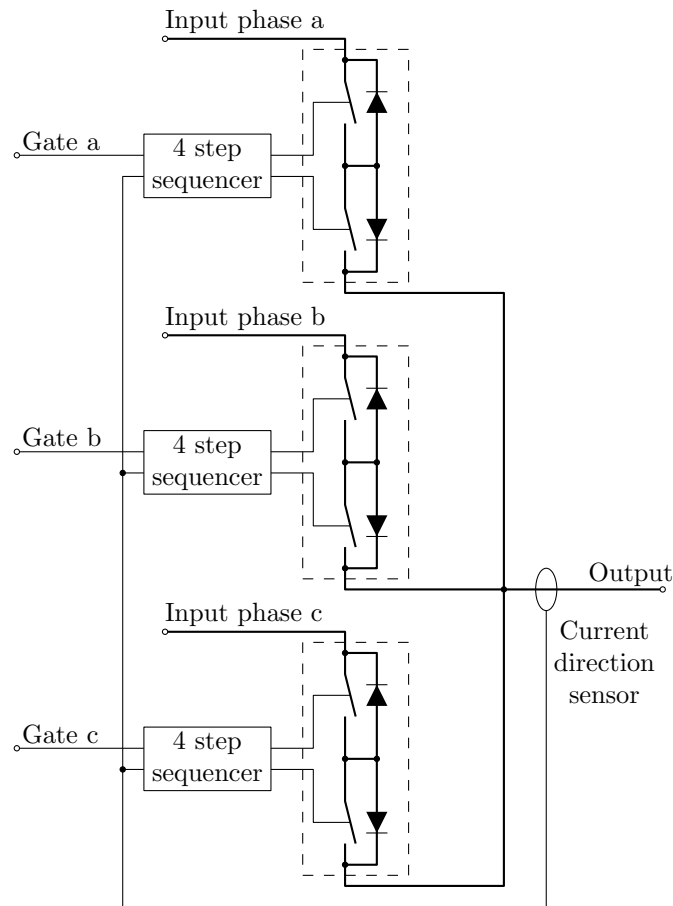 Input phase a
Gate a
4 step
sequencer
Input phase b
Gate b
4 step
sequencer
Output
Current
direction
sensor
Input phase c
Gate c
4 step
sequencer